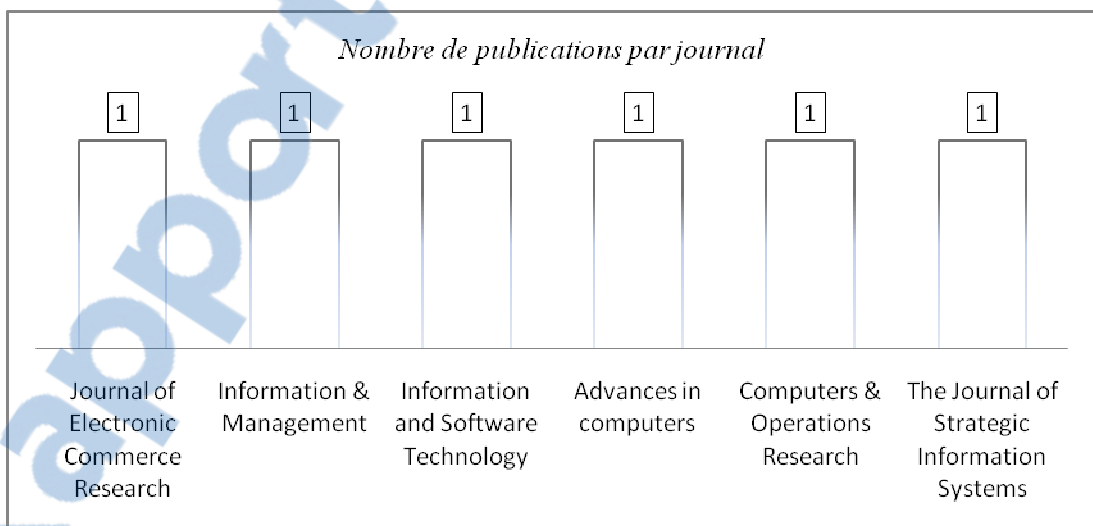 Nombre de publications par journal
1 1 1 1 1 1
Journal of
Electronic
Commerce
Research
Information &
Management
Information
and Software
Technology
Advances in
computers
Computers &
Operations
Research
The Journal of
Strategic
Information
Systems
apport